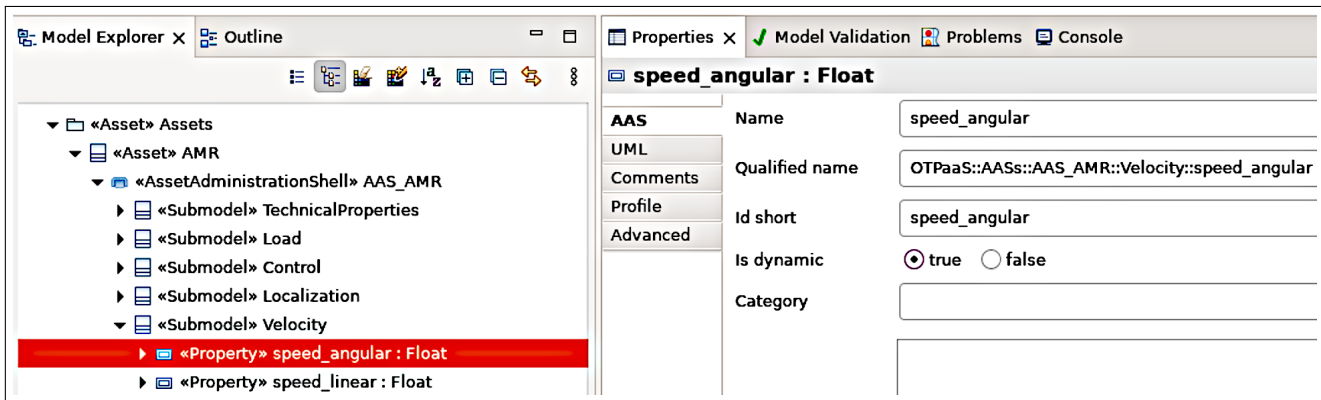 Model Explorer
Outline
«Asset» Assets
«Asset» AMR
«AssetAdministrationShell» AAS_AMR
«Submodel» TechnicalProperties
«Submodel» Load
«Submodel» Control
«Submodel» Localization
«Submodel» Velocity
«Property» speed_angular : Float
«Property» speed_linear : Float
Properties
Model Validation
Problems
Console
speed_angular : Float
AAS
UML
Comments
Profile
Advanced
Name
speed_angular
Qualified name
OTPaaS::AASs::AAS_AMR::Velocity::speed_angular
Id short
speed_angular
Is dynamic
true
false
Category